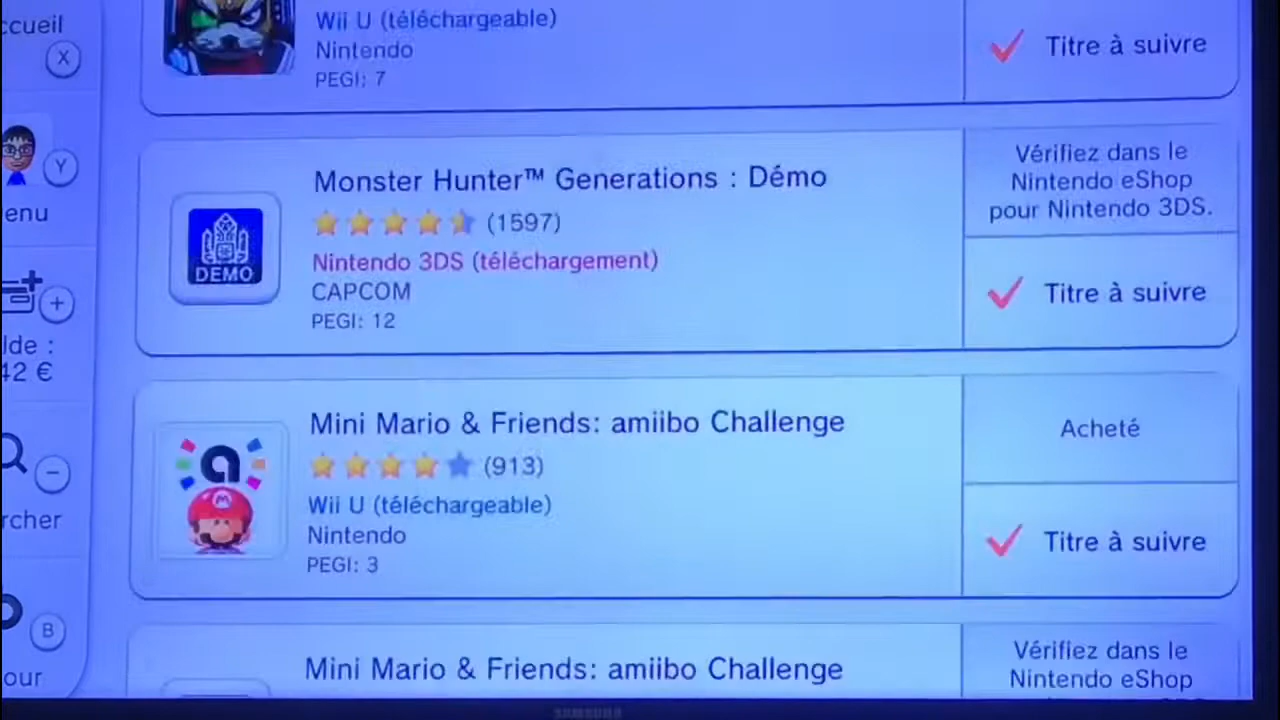 ccueil
X
Y
enu
+
lde :
42 €
−
rcher
B
our
Wii U (téléchargeable)
Nintendo
PEGI: 7
Titre à suivre
Monster Hunter™ Generations : Démo
(1597)
Nintendo 3DS (téléchargement)
CAPCOM
PEGI: 12
DEMO
Vérifiez dans le
Nintendo eShop
pour Nintendo 3DS.
Titre à suivre
Mini Mario & Friends: amiibo Challenge
(913)
Wii U (téléchargeable)
Nintendo
PEGI: 3
a
M
Acheté
Titre à suivre
Mini Mario & Friends: amiibo Challenge
Vérifiez dans le
Nintendo eShop
SAMSUNG